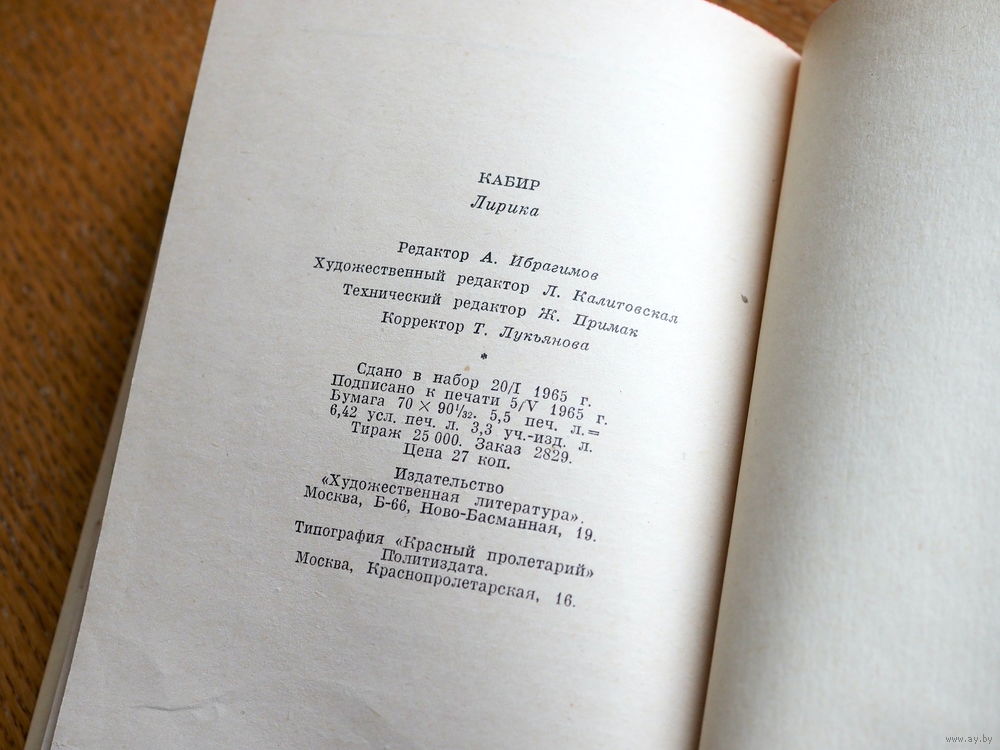 КАБИР
Лирика
Редактор А. Ибрагимов
Художественный редактор Л. Калитовская
Технический редактор Ж. Примак
Корректор Т. Лукьянова
*
Сдано в набор 20/I 1965 г.
Подписано к печати 5/V 1965 г.
Бумага 70 × 90¹/₃₂. 5,5 печ. л.=
6,42 усл. печ. л. 3,3 уч.-изд. л.
Тираж 25 000. Заказ 2829.
Цена 27 коп.
Издательство
«Художественная литература».
Москва, Б-66, Ново-Басманная, 19.
Типография «Красный пролетарий»
Политиздата.
Москва, Краснопролетарская, 16.
www.ay.by